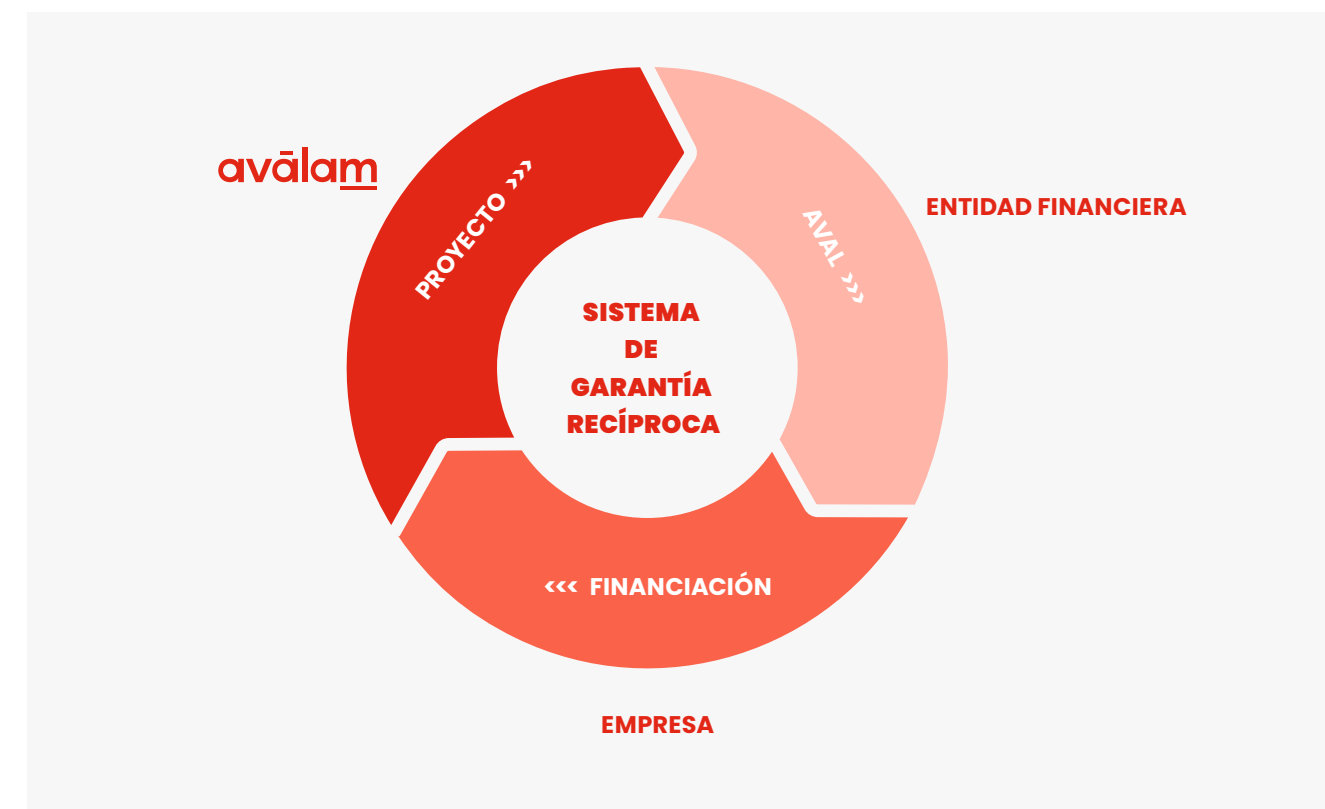 avālam
PROYECTO >>>
AVAL >>>
ENTIDAD FINANCIERA
SISTEMA
DE
GARANTÍA
RECÍPROCA
<<< FINANCIACIÓN
EMPRESA